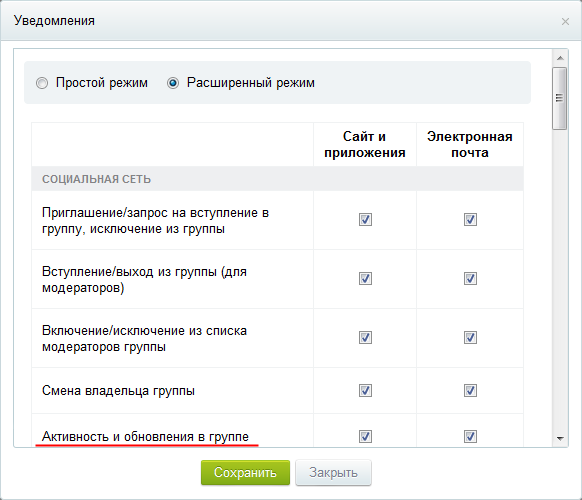 Уведомления
Простой режим Расширенный режим
Сайт и приложения Электронная почта
СОЦИАЛЬНАЯ СЕТЬ
Приглашение/запрос на вступление в
группу, исключение из группы
Вступление/выход из группы (для
модераторов)
Включение/исключение из списка
модераторов группы
Смена владельца группы
Активность и обновления в группе
Сохранить Закрыть